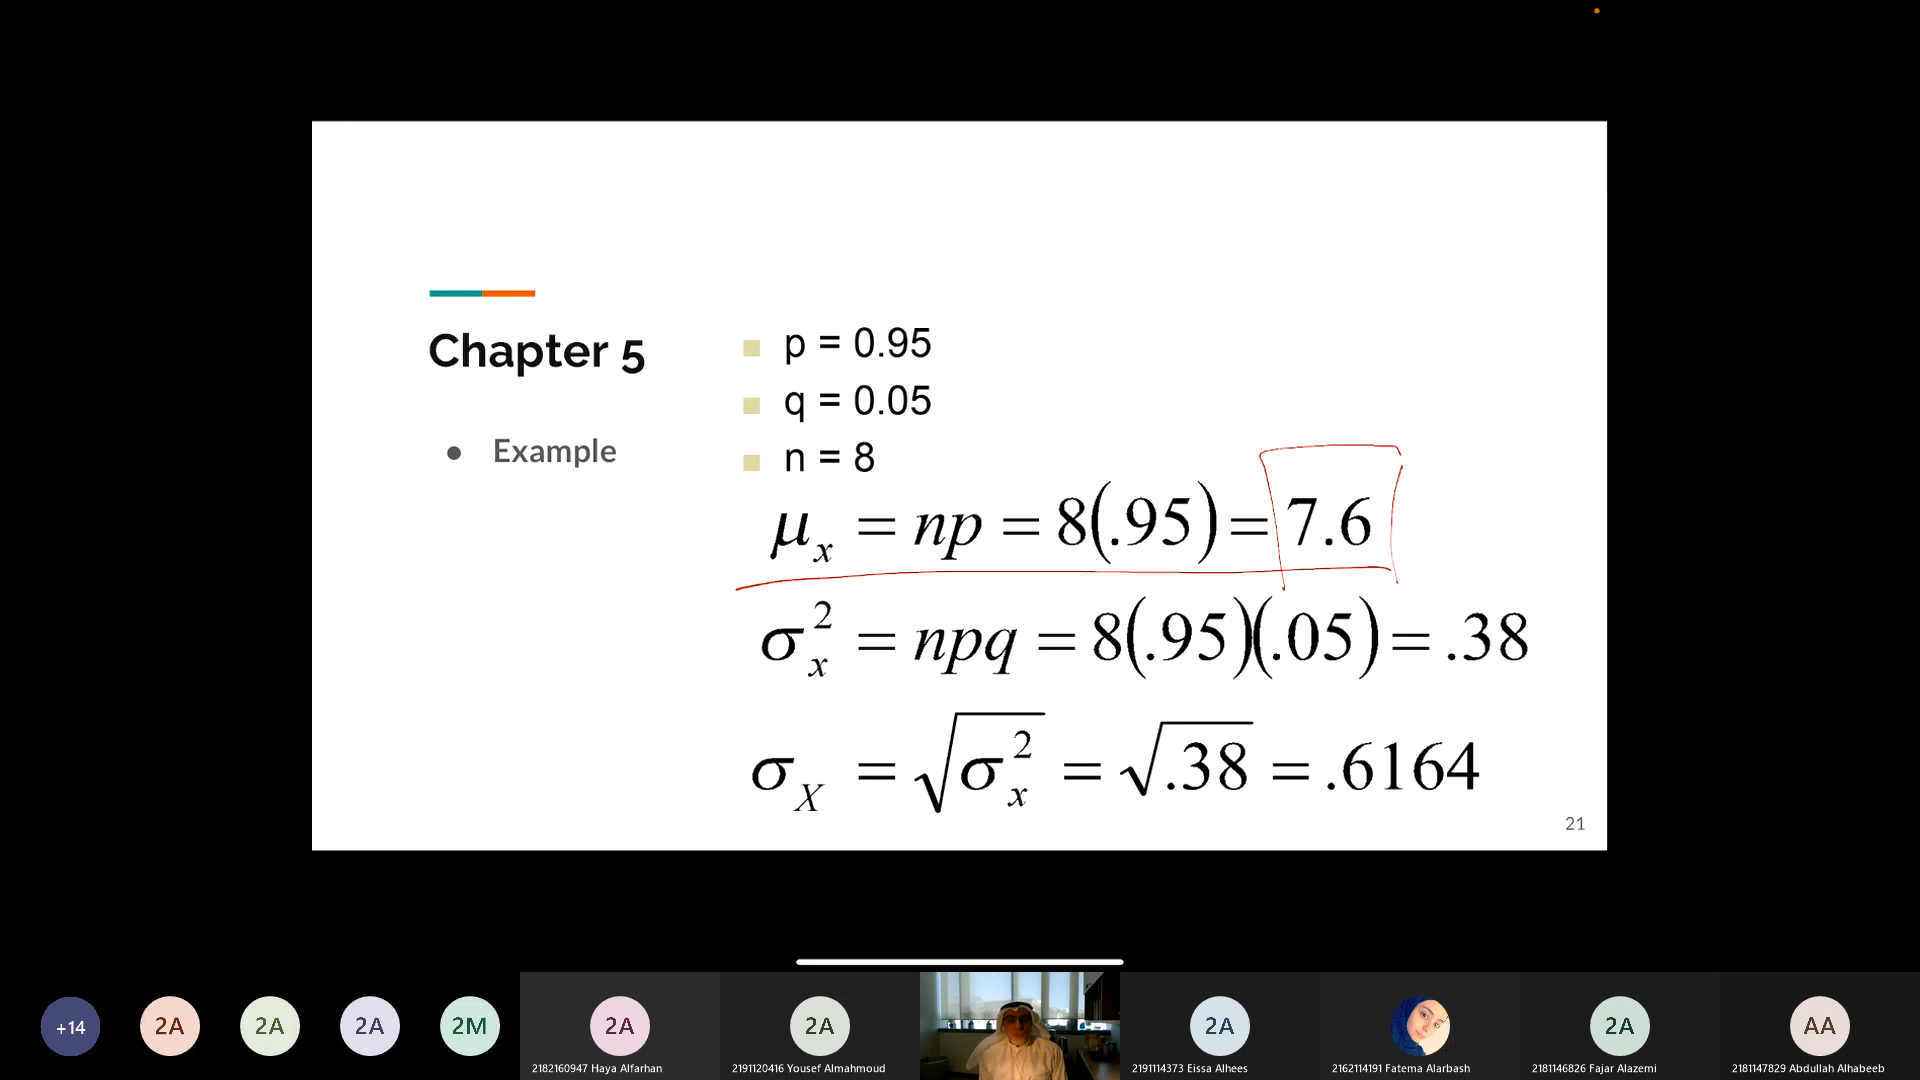 Chapter 5
● Example
■ p = 0.95
■ q = 0.05
■ n = 8
μₓ = np = 8(.95) = 7.6
σₓ² = npq = 8(.95)(.05) = .38
σ_X = √σₓ² = √.38 = .6164
21
+14
2A
2A
2A
2M
2A
2A
2A
2A
AA
2182160947 Haya Alfarhan
2191120416 Yousef Almahmoud
2191114373 Eissa Alhees
2162114191 Fatema Alarbash
2181146826 Fajar Alazemi
2181147829 Abdullah Alhabeeb